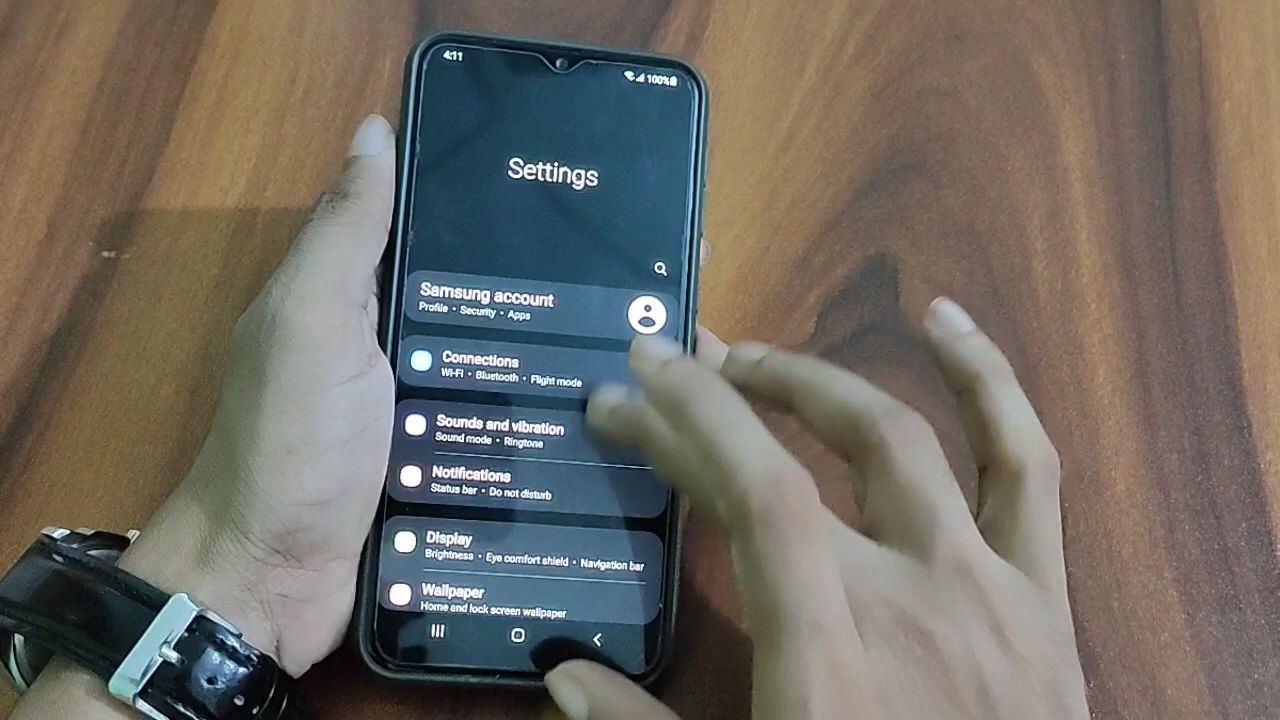 4:11
100%
Settings
Samsung account
Profile • Security • Apps
Connections
Wi-Fi • Bluetooth • Flight mode
Sounds and vibration
Sound mode • Ringtone
Notifications
Status bar • Do not disturb
Display
Brightness • Eye comfort shield • Navigation bar
Wallpaper
Home and lock screen wallpaper